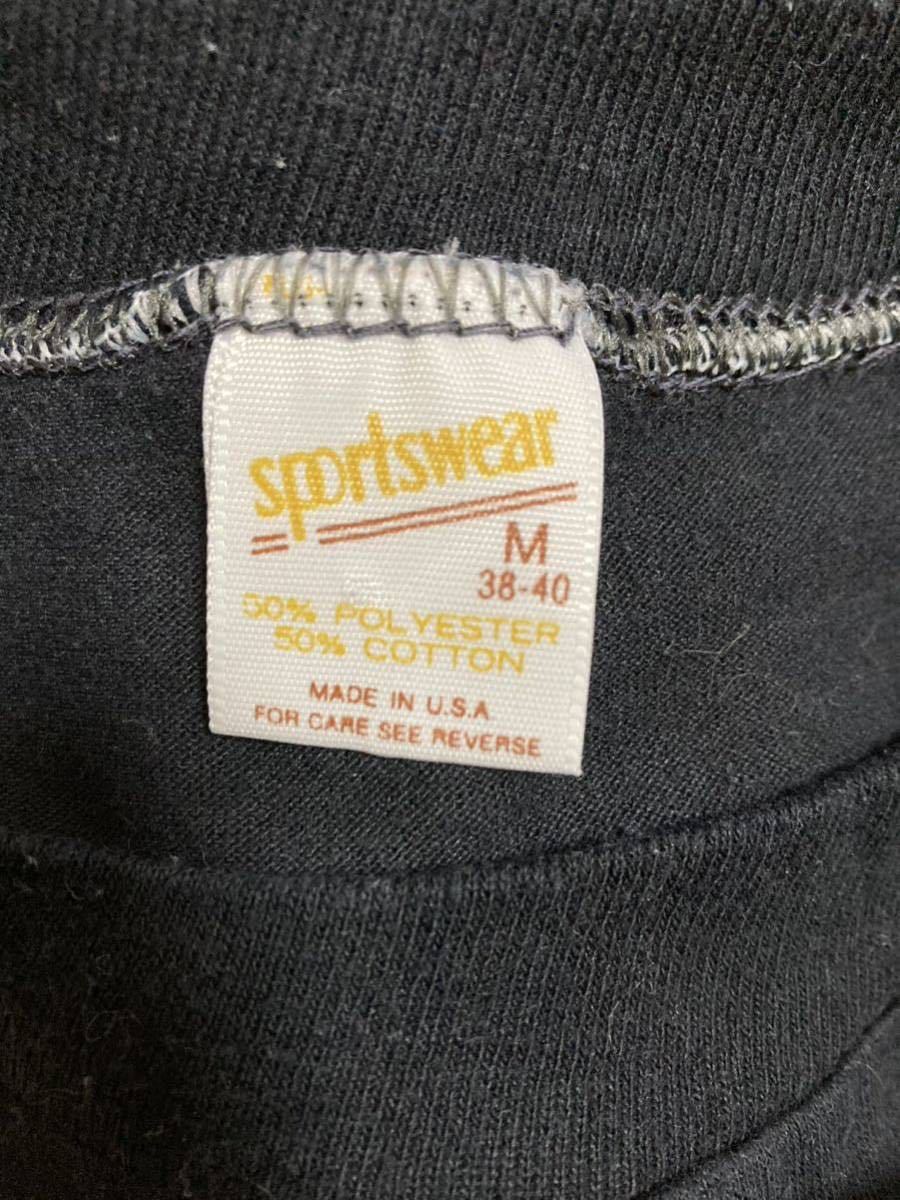 sportswear
M
38-40
50% POLYESTER
50% COTTON
MADE IN U.S.A
FOR CARE SEE REVERSE